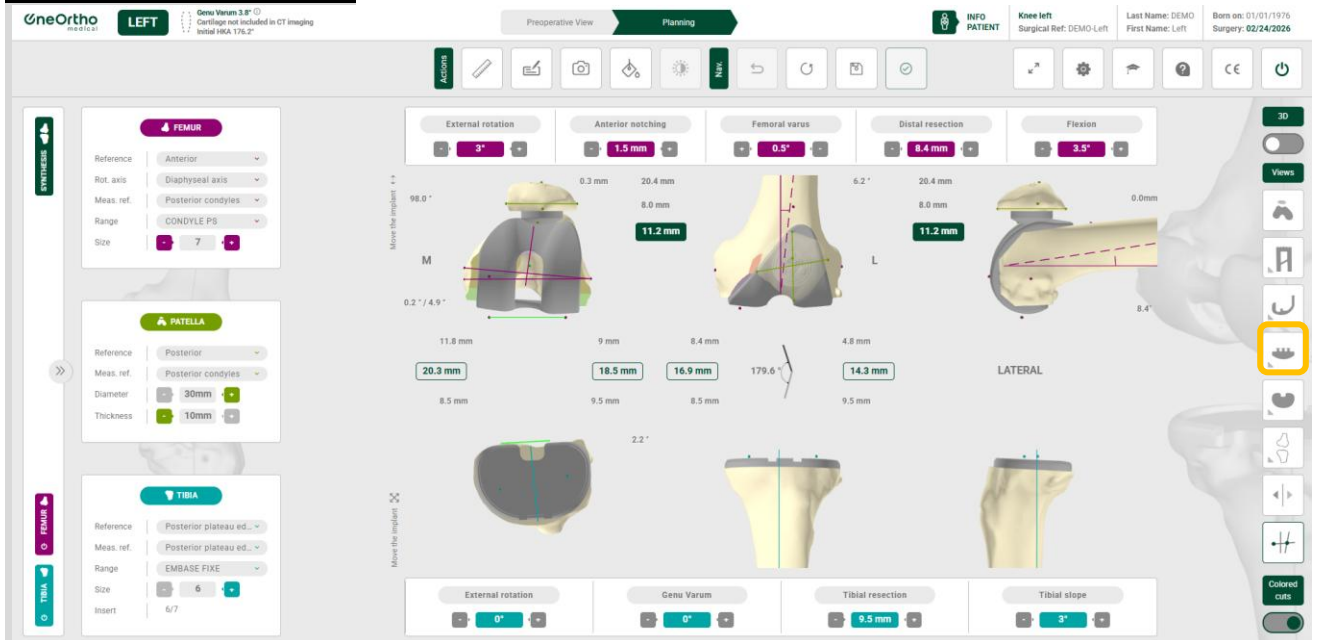 OneOrtho
medical
LEFT
Genu Varum 3.8° ⓘ
Cartilage not included in CT imaging
Initial HKA 176.2°
Preoperative View
Planning
INFO
PATIENT
Knee left
Surgical Ref: DEMO-Left
Last Name: DEMO
First Name: Left
Born on: 01/01/1976
Surgery: 02/24/2026
Actions
Nav.
CE
SYNTHESIS
FEMUR
Reference Anterior
Rot. axis Diaphyseal axis
Meas. ref. Posterior condyles
Range CONDYLE PS
Size - 7 +
PATELLA
Reference Posterior
Meas. ref. Posterior condyles
Diameter - 30mm +
Thickness - 10mm +
TIBIA
Reference Posterior plateau ed...
Meas. ref. Posterior plateau ed...
Range EMBASE FIXE
Size - 6 +
Insert 6/7
FEMUR
TIBIA
External rotation
- 3° +
Anterior notching
- 1.5 mm +
Femoral varus
+ 0.5° -
Distal resection
- 8.4 mm +
Flexion
- 3.5° +
Move the implant
98.0 °
0.3 mm
20.4 mm
8.0 mm
11.2 mm
6.2 °
20.4 mm
8.0 mm
11.2 mm
0.0mm
M
L
0.2 ° / 4.9 °
8.4°
11.8 mm
9 mm
8.4 mm
4.8 mm
20.3 mm
18.5 mm
16.9 mm
179.6 °
14.3 mm
LATERAL
8.5 mm
9.5 mm
8.5 mm
9.5 mm
2.2 °
Move the implant
External rotation
- 0° +
Genu Varum
- 0° +
Tibial resection
- 9.5 mm +
Tibial slope
- 3° +
3D
Views
Colored
cuts